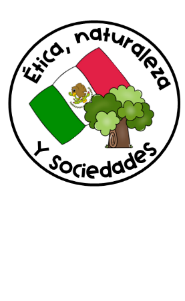 Ética, naturaleza
Y sociedades